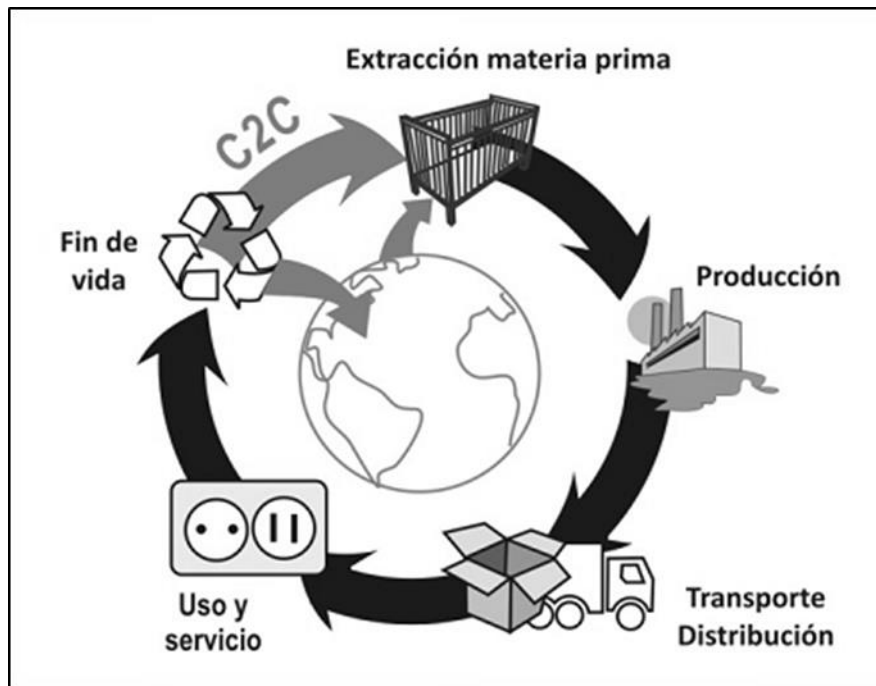 Extracción materia prima
C2C
Fin de
vida
Producción
Uso y
servicio
Transporte
Distribución